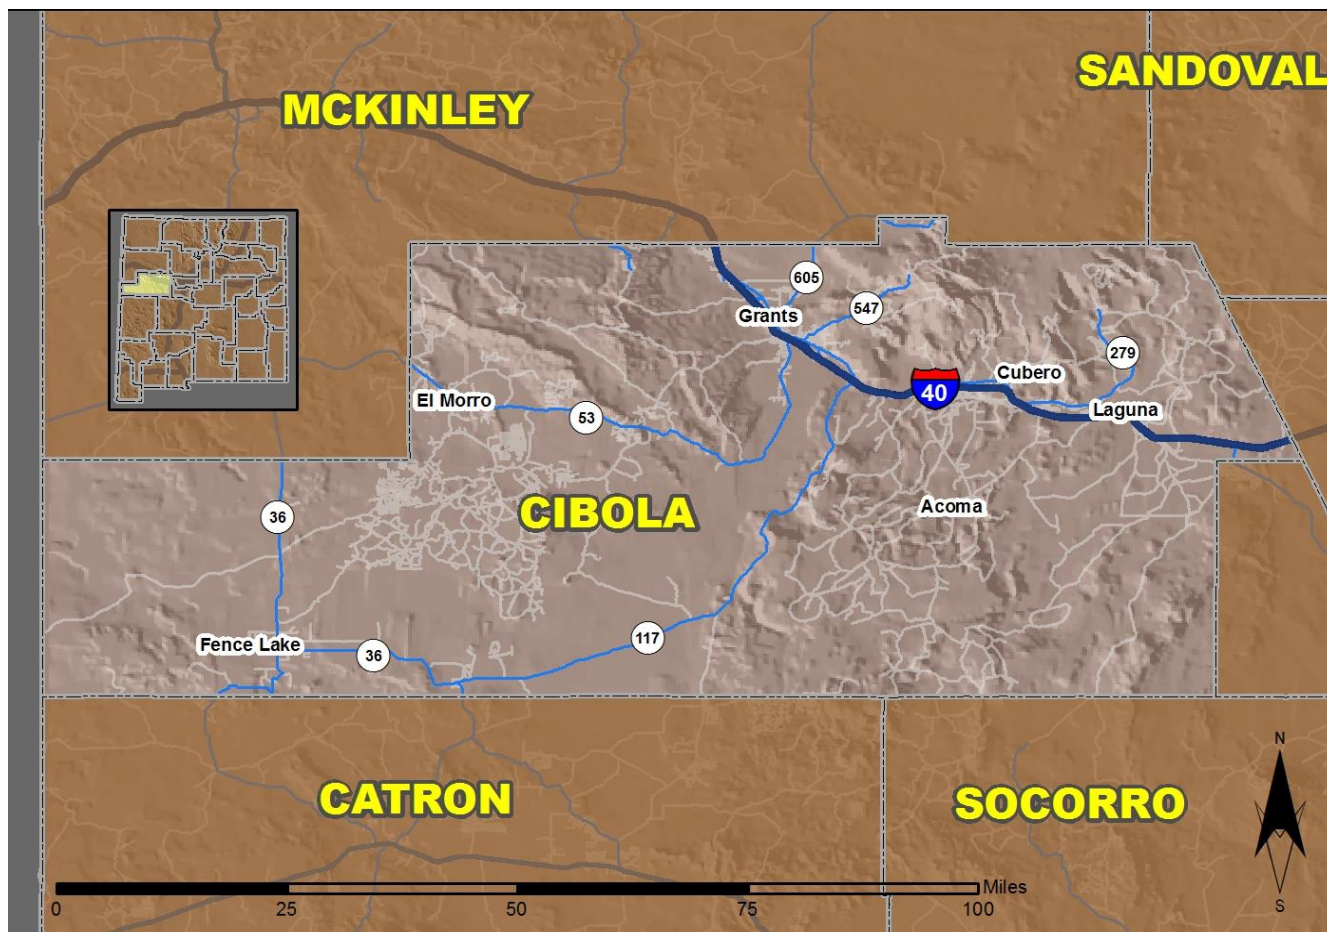 SANDOVAL
MCKINLEY
605
547
Grants
279
Cubero
40
El Morro
53
Laguna
36
CIBOLA
Acoma
117
Fence Lake
36
N
CATRON
SOCORRO
Miles
0 25 50 75 100
S